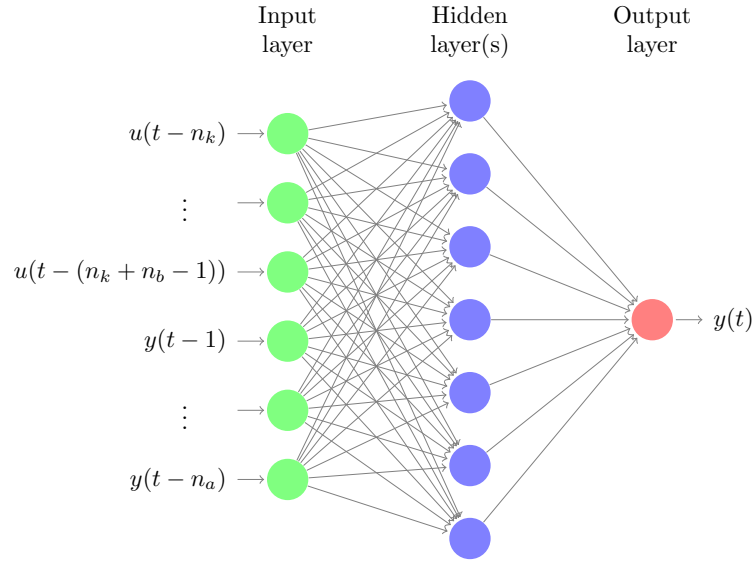 Input
layer
Hidden
layer(s)
Output
layer
u(t − n_k)
⋮
u(t − (n_k + n_b − 1))
y(t − 1)
⋮
y(t − n_a)
y(t)